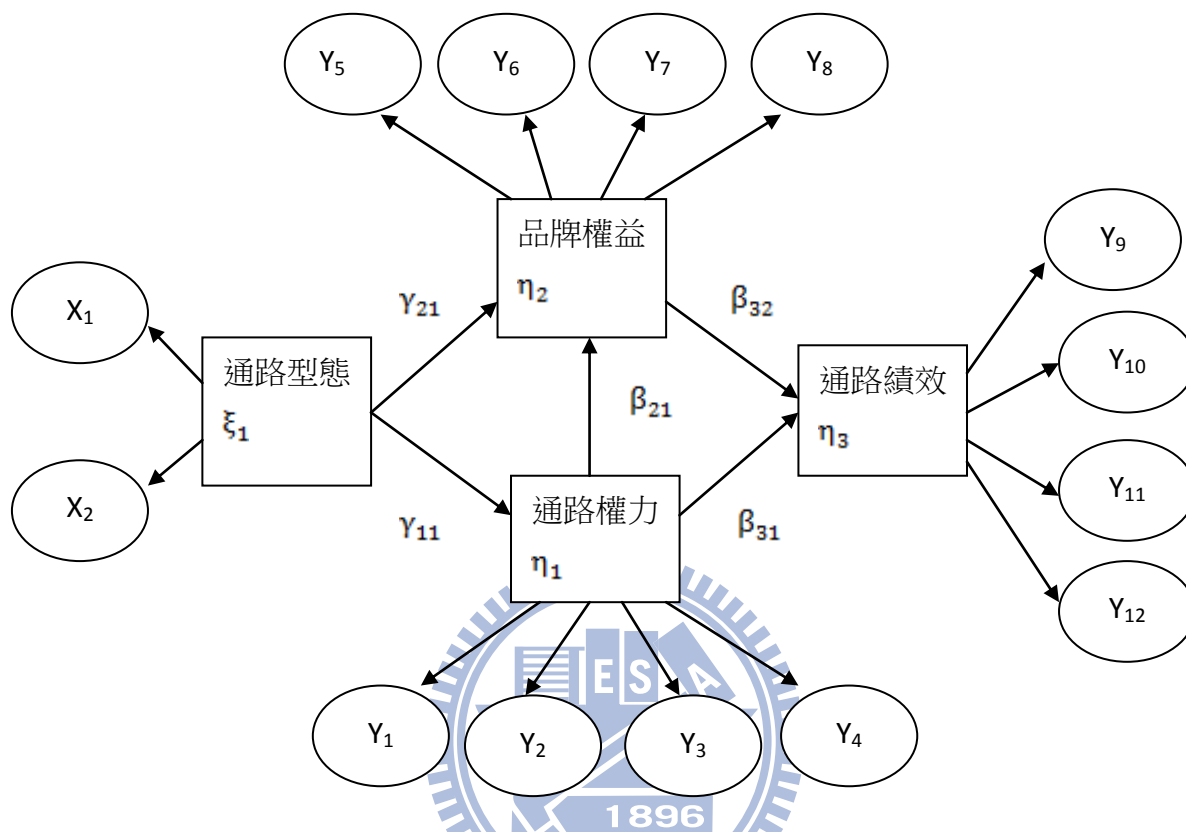 Y₅
Y₆
Y₇
Y₈
品牌權益
η₂
Y₉
X₁
γ₂₁
β₃₂
通路型態
ξ₁
通路績效
η₃
Y₁₀
β₂₁
X₂
γ₁₁
通路權力
η₁
β₃₁
Y₁₁
Y₁₂
E S A
Y₁
Y₂
Y₃
Y₄
1896